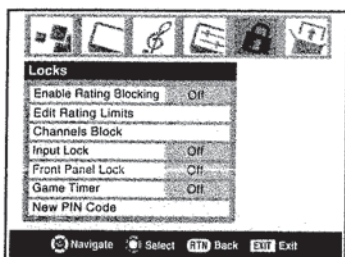 Locks
Enable Rating Blocking Off
Edit Rating Limits
Channels Block
Input Lock Off
Front Panel Lock Off
Game Timer Off
New PIN Code
Navigate Select RTN Back EXIT Exit